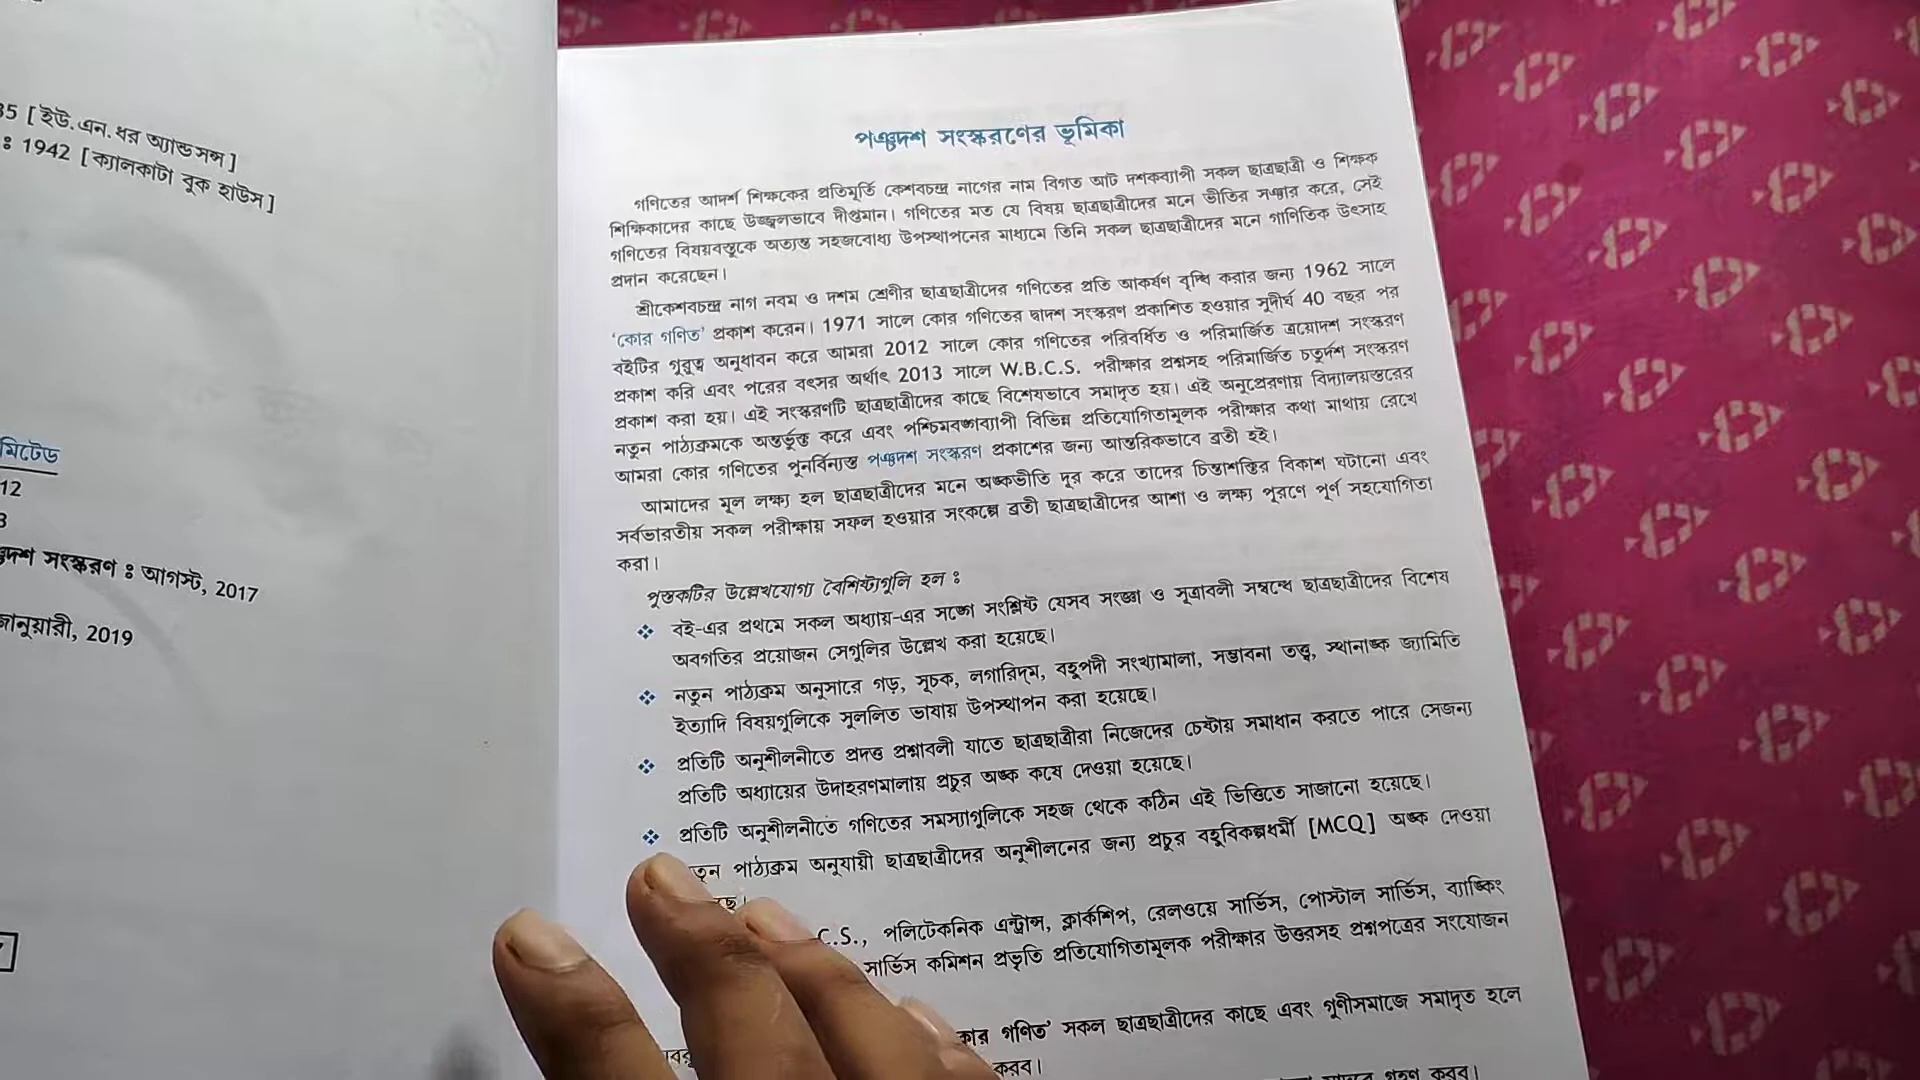 35 [ ইউ. এন. ধর অ্যান্ড সন্স ]
: 1942 [ ক্যালকাটা বুক হাউস ]
মিটেড
12
3
দশ সংস্করণ : আগস্ট, 2017
জানুয়ারী, 2019
পঞ্চদশ সংস্করণের ভূমিকা
গণিতের আদর্শ শিক্ষকের প্রতিমূর্তি কেশবচন্দ্র নাগের নাম বিগত আট দশকব্যাপী সকল ছাত্রছাত্রী ও শিক্ষক
শিক্ষিকাদের কাছে উজ্জ্বলভাবে দীপ্তমান। গণিতের মত যে বিষয় ছাত্রছাত্রীদের মনে ভীতির সঞ্চার করে, সেই
গণিতের বিষয়বস্তুকে অত্যন্ত সহজবোধ্য উপস্থাপনের মাধ্যমে তিনি সকল ছাত্রছাত্রীদের মনে গাণিতিক উৎসাহ
প্রদান করেছেন।
শ্রীকেশবচন্দ্র নাগ নবম ও দশম শ্রেণীর ছাত্রছাত্রীদের গণিতের প্রতি আকর্ষণ বৃদ্ধি করার জন্য 1962 সালে
‘কোর গণিত’ প্রকাশ করেন। 1971 সালে কোর গণিতের দ্বাদশ সংস্করণ প্রকাশিত হওয়ার সুদীর্ঘ 40 বছর পর
বইটির গুরুত্ব অনুধাবন করে আমরা 2012 সালে কোর গণিতের পরিবর্ধিত ও পরিমার্জিত ত্রয়োদশ সংস্করণ
প্রকাশ করি এবং পরের বৎসর অর্থাৎ 2013 সালে W.B.C.S. পরীক্ষার প্রশ্নসহ পরিমার্জিত চতুর্দশ সংস্করণ
প্রকাশ করা হয়। এই সংস্করণটি ছাত্রছাত্রীদের কাছে বিশেষভাবে সমাদৃত হয়। এই অনুপ্রেরণায় বিদ্যালয়স্তরের
নতুন পাঠ্যক্রমকে অন্তর্ভুক্ত করে এবং পশ্চিমবঙ্গব্যাপী বিভিন্ন প্রতিযোগিতামূলক পরীক্ষার কথা মাথায় রেখে
আমরা কোর গণিতের পুনর্বিন্যস্ত পঞ্চদশ সংস্করণ প্রকাশের জন্য আন্তরিকভাবে ব্রতী হই।
আমাদের মূল লক্ষ্য হল ছাত্রছাত্রীদের মনে অঙ্কভীতি দূর করে তাদের চিন্তাশক্তির বিকাশ ঘটানো এবং
সর্বভারতীয় সকল পরীক্ষায় সফল হওয়ার সংকল্পে ব্রতী ছাত্রছাত্রীদের আশা ও লক্ষ্য পূরণে পূর্ণ সহযোগিতা
করা।
পুস্তকটির উল্লেখযোগ্য বৈশিষ্ট্যগুলি হল :
❖ বই-এর প্রথমে সকল অধ্যায়-এর সঙ্গে সংশ্লিষ্ট যেসব সংজ্ঞা ও সূত্রাবলী সম্বন্ধে ছাত্রছাত্রীদের বিশেষ
অবগতির প্রয়োজন সেগুলির উল্লেখ করা হয়েছে।
❖ নতুন পাঠ্যক্রম অনুসারে গড়, সূচক, লগারিদ্‌ম, বহুপদী সংখ্যামালা, সম্ভাবনা তত্ত্ব, স্থানাঙ্ক জ্যামিতি
ইত্যাদি বিষয়গুলিকে সুললিত ভাষায় উপস্থাপন করা হয়েছে।
❖ প্রতিটি অনুশীলনীতে প্রদত্ত প্রশ্নাবলী যাতে ছাত্রছাত্রীরা নিজেদের চেষ্টায় সমাধান করতে পারে সেজন্য
প্রতিটি অধ্যায়ের উদাহরণমালায় প্রচুর অঙ্ক কষে দেওয়া হয়েছে।
❖ প্রতিটি অনুশীলনীতে গণিতের সমস্যাগুলিকে সহজ থেকে কঠিন এই ভিত্তিতে সাজানো হয়েছে।
তুন পাঠ্যক্রম অনুযায়ী ছাত্রছাত্রীদের অনুশীলনের জন্য প্রচুর বহুবিকল্পধর্মী [MCQ] অঙ্ক দেওয়া
ছে।
C.S., পলিটেকনিক এন্ট্রান্স, ক্লার্কশিপ, রেলওয়ে সার্ভিস, পোস্টাল সার্ভিস, ব্যাঙ্কিং
সার্ভিস কমিশন প্রভৃতি প্রতিযোগিতামূলক পরীক্ষার উত্তরসহ প্রশ্নপত্রের সংযোজন
কোর গণিত’ সকল ছাত্রছাত্রীদের কাছে এবং গুণীসমাজে সমাদৃত হলে
করব।
গ্রহণ করব।